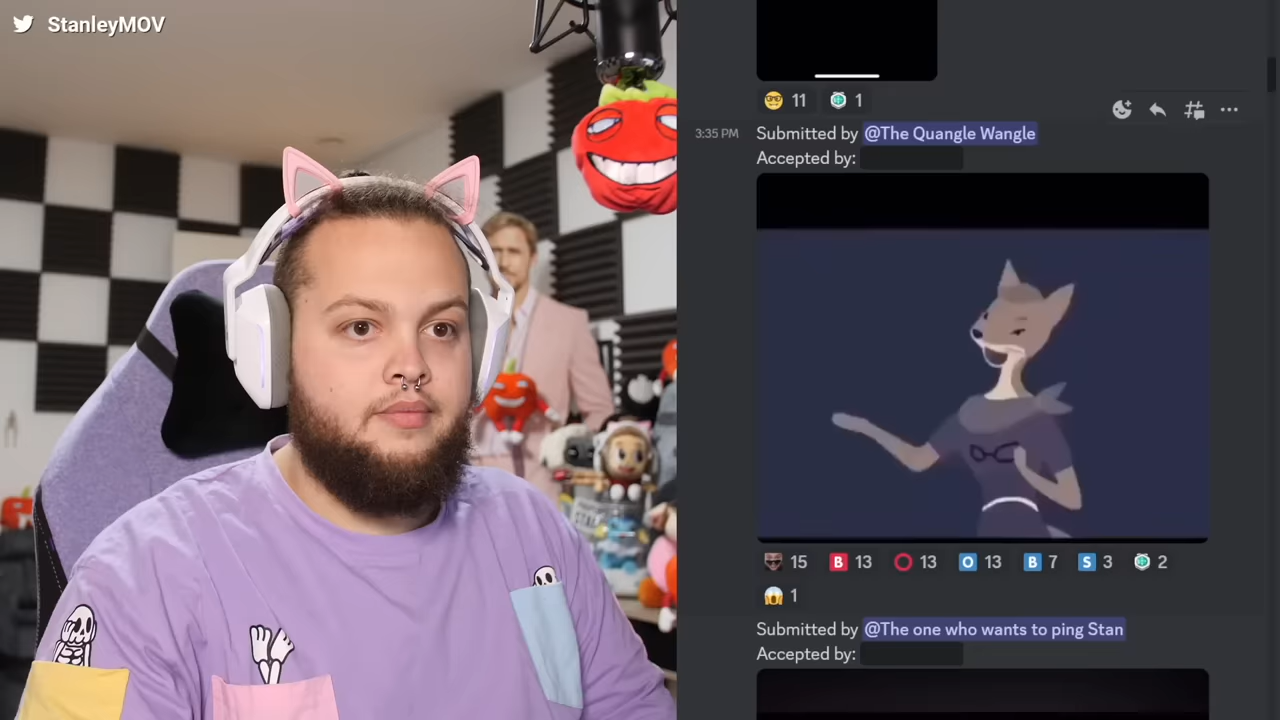 StanleyMOV
11
1
3:35 PM
Submitted by @The Quangle Wangle
Accepted by:
15
B 13
13
O 13
B 7
S 3
2
1
Submitted by @The one who wants to ping Stan
Accepted by: